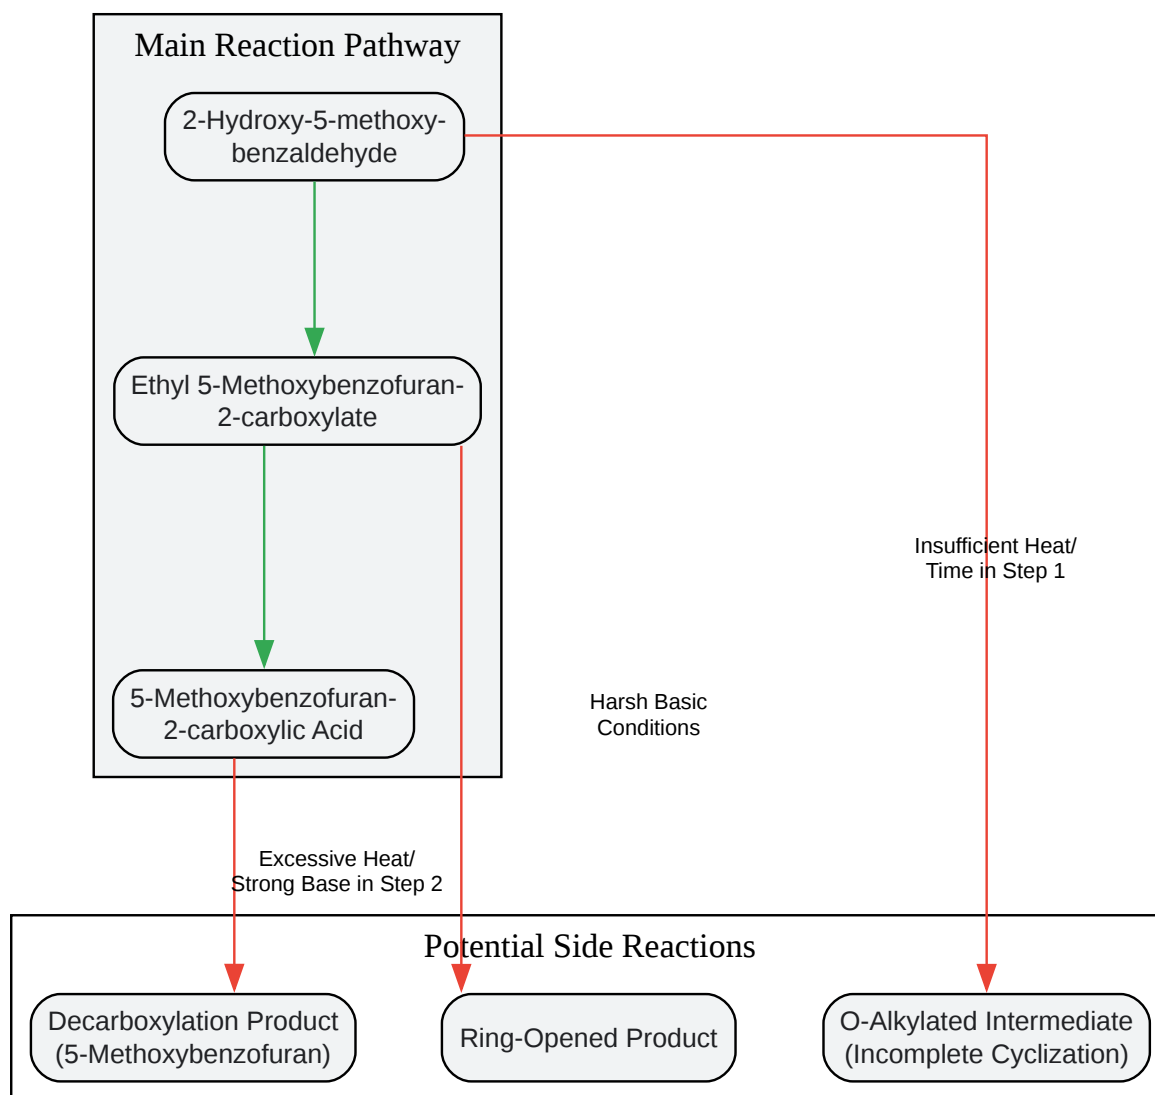 Main Reaction Pathway
2-Hydroxy-5-methoxy-
benzaldehyde
Ethyl 5-Methoxybenzofuran-
2-carboxylate
Insufficient Heat/
Time in Step 1
5-Methoxybenzofuran-
2-carboxylic Acid
Harsh Basic
Conditions
Excessive Heat/
Strong Base in Step 2
Potential Side Reactions
Decarboxylation Product
(5-Methoxybenzofuran)
Ring-Opened Product
O-Alkylated Intermediate
(Incomplete Cyclization)